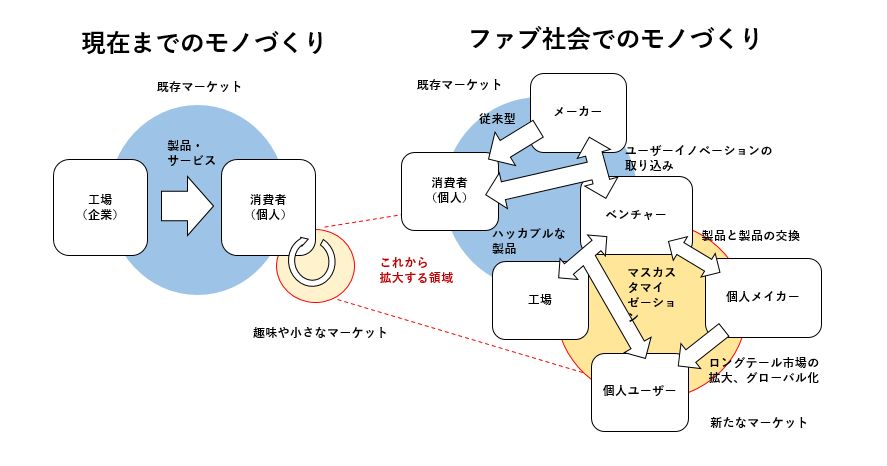 現在までのモノづくり
既存マーケット
製品・
サービス
工場
（企業）
消費者
（個人）
これから
拡大する領域
趣味や小さなマーケット
ファブ社会でのモノづくり
既存マーケット
メーカー
従来型
ユーザーイノベーションの
取り込み
消費者
（個人）
ベンチャー
ハッカブルな
製品
製品と製品の交換
マスカス
タマイ
ゼーショ
ン
工場
個人メイカー
ロングテール市場の
拡大、グローバル化
個人ユーザー
新たなマーケット